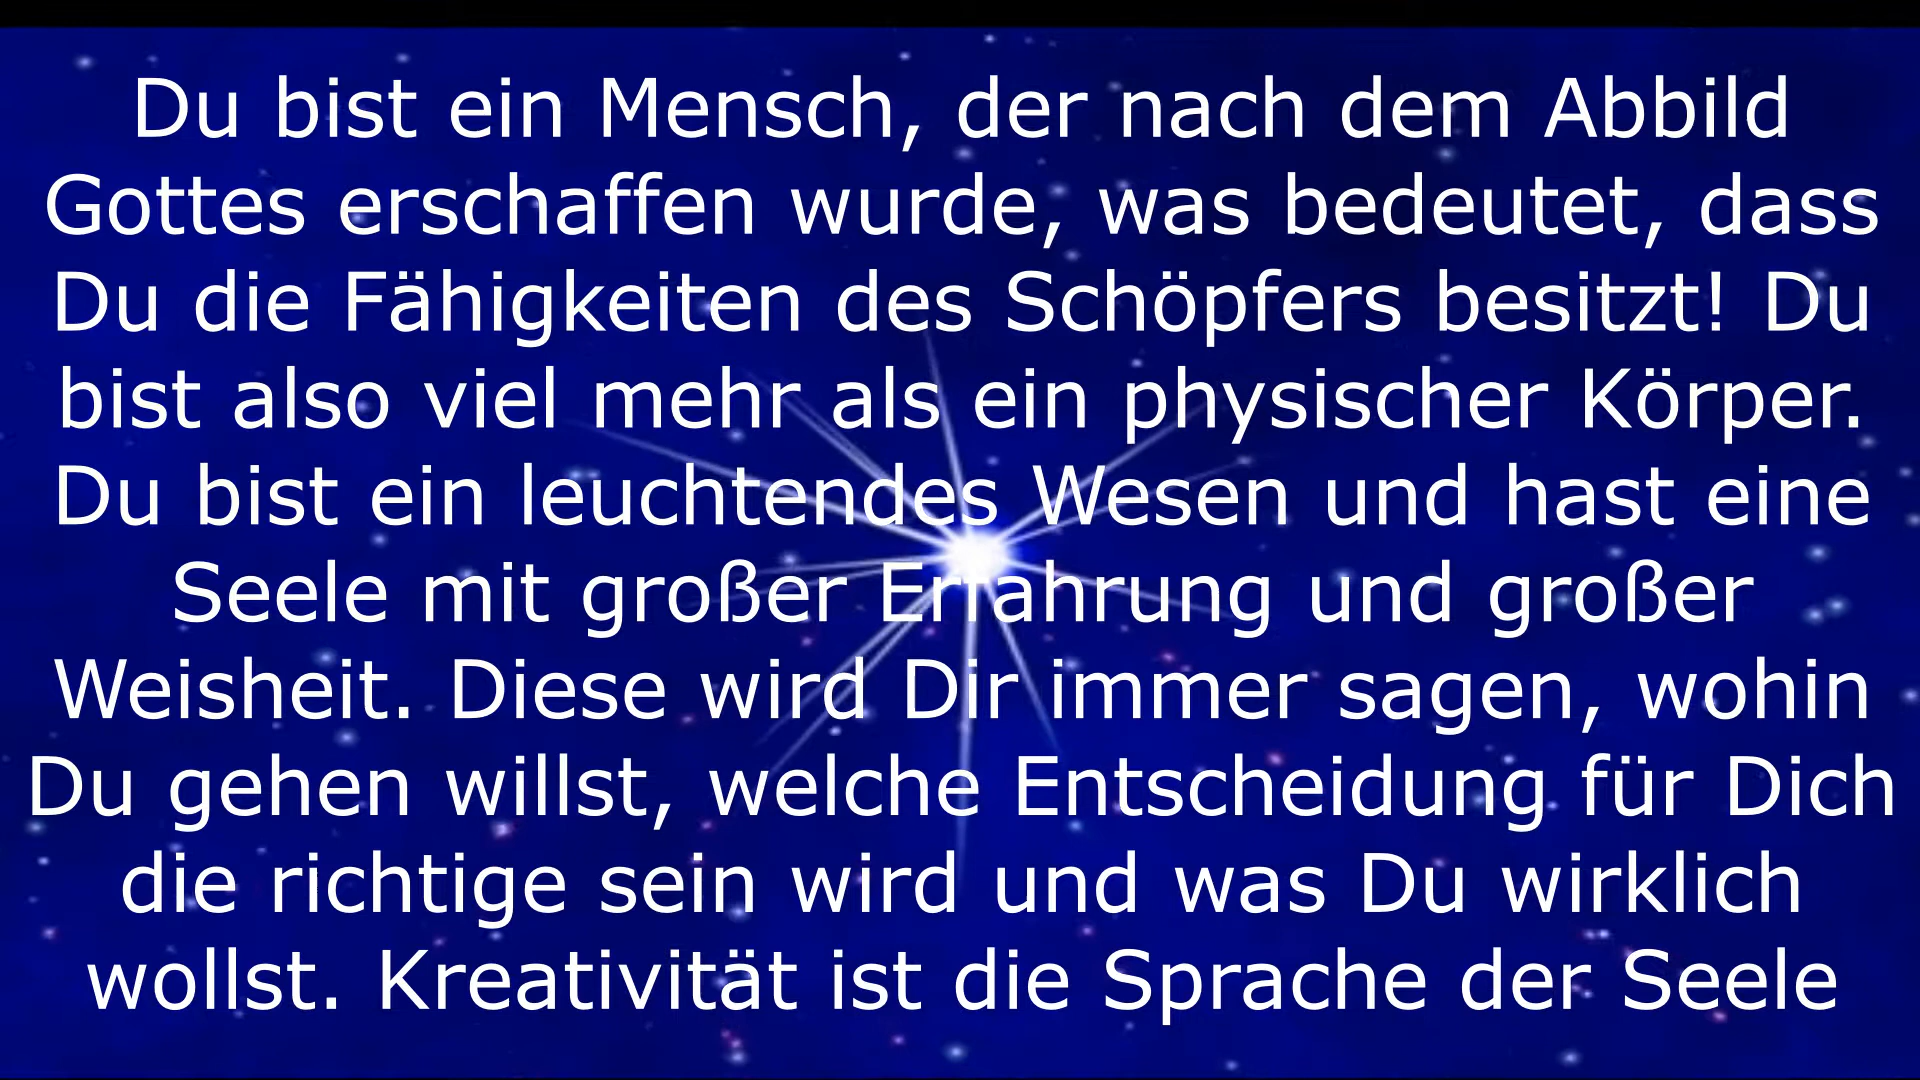 Du bist ein Mensch, der nach dem Abbild
Gottes erschaffen wurde, was bedeutet, dass
Du die Fähigkeiten des Schöpfers besitzt! Du
bist also viel mehr als ein physischer Körper.
Du bist ein leuchtendes Wesen und hast eine
Seele mit großer Erfahrung und großer
Weisheit. Diese wird Dir immer sagen, wohin
Du gehen willst, welche Entscheidung für Dich
die richtige sein wird und was Du wirklich
wollst. Kreativität ist die Sprache der Seele